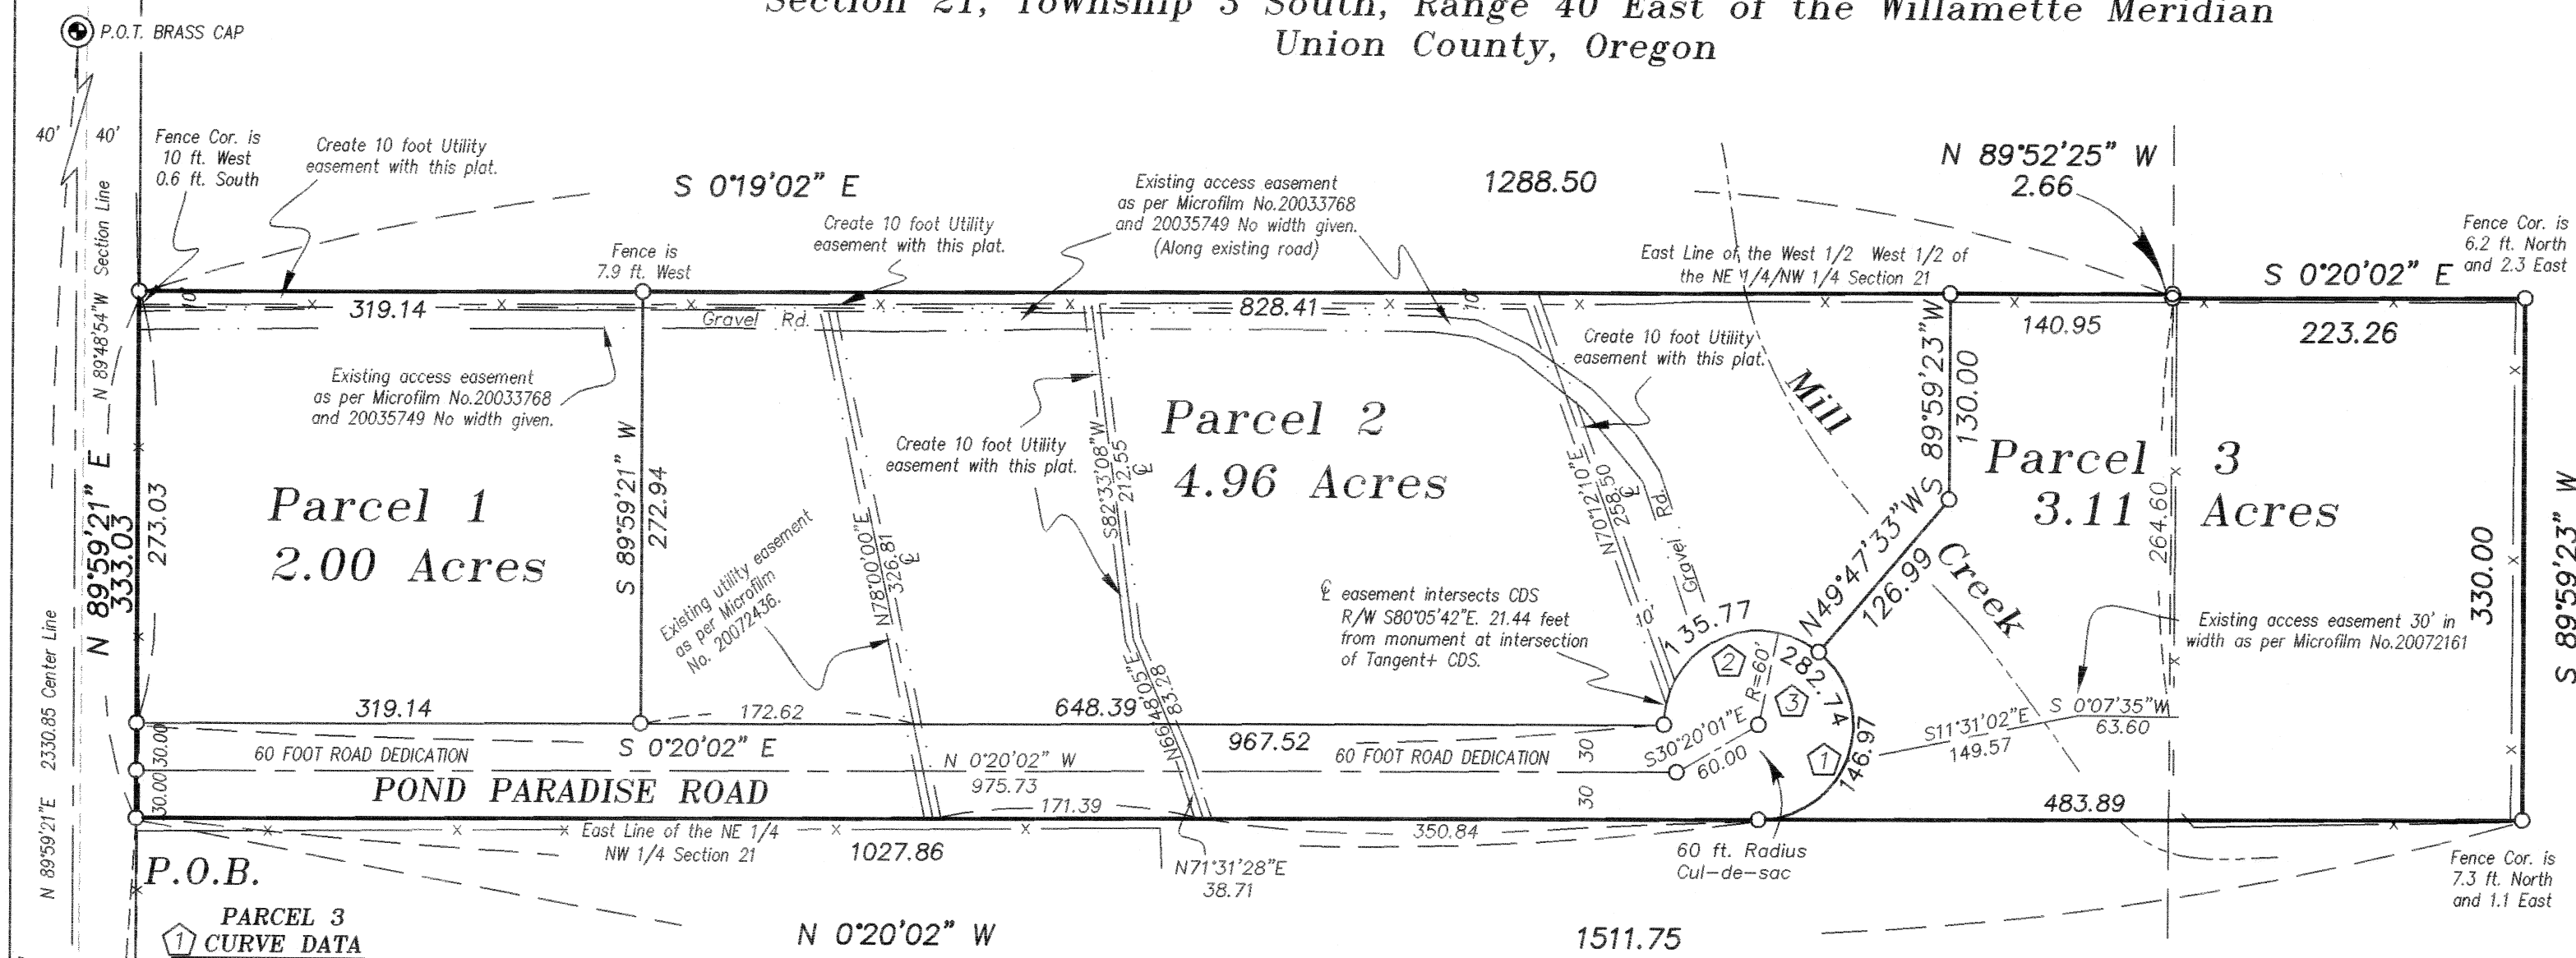 Section 21, Township 3 South, Range 40 East of the Willamette Meridian
Union County, Oregon
P.O.T. BRASS CAP
40'
40'
Fence Cor. is
10 ft. West
0.6 ft. South
Create 10 foot Utility
easement with this plat.
S 0°19'02" E
Fence is
7.9 ft. West
Create 10 foot Utility
easement with this plat.
Existing access easement
as per Microfilm No.20033768
and 20035749 No width given.
(Along existing road)
1288.50
N 89°52'25" W
2.66
East Line of the West 1/2 West 1/2 of
the NE 1/4/NW 1/4 Section 21
Fence Cor. is
6.2 ft. North
and 2.3 East
S 0°20'02" E
N 89°48'54"W Section Line
10'
319.14
Gravel Rd.
828.41
10'
140.95
223.26
Existing access easement
as per Microfilm No.20033768
and 20035749 No width given.
Create 10 foot Utility
easement with this plat.
Create 10 foot Utility
easement with this plat.
Parcel 1
2.00 Acres
Parcel 2
4.96 Acres
Parcel 3
3.11 Acres
Mill
Creek
N 89°59'21" E
333.03
273.03
S 89°59'21" W
272.94
Existing utility easement
as per Microfilm
No. 20072436.
N78°00'00"E
326.81
℄
S82°33'08"W
212.55
℄
N66°48'05"E
83.28
N70°12'10"E
258.50
℄
Gravel Rd.
10'
S 89°59'23"W
130.00
N49°47'33"W
126.99
264.60
330.00
S 89°59'23" W
℄ easement intersects CDS
R/W S80°05'42"E. 21.44 feet
from monument at intersection
of Tangent+ CDS.
135.77
2
R=60'
282.74
3
1
146.97
S30°20'01"E
60.00
Existing access easement 30' in
width as per Microfilm No.20072161
S11°31'02"E
149.57
S 0°07'35"W
63.60
N 89°59'21"E 2330.85 Center Line
319.14
172.62
648.39
30.00
30.00
60 FOOT ROAD DEDICATION
S 0°20'02" E
967.52
60 FOOT ROAD DEDICATION
30
30
N 0°20'02" W
975.73
POND PARADISE ROAD
171.39
350.84
483.89
East Line of the NE 1/4
NW 1/4 Section 21
1027.86
N71°31'28"E
38.71
60 ft. Radius
Cul-de-sac
Fence Cor. is
7.3 ft. North
and 1.1 East
P.O.B.
N 0°20'02" W
1511.75
PARCEL 3
1 CURVE DATA